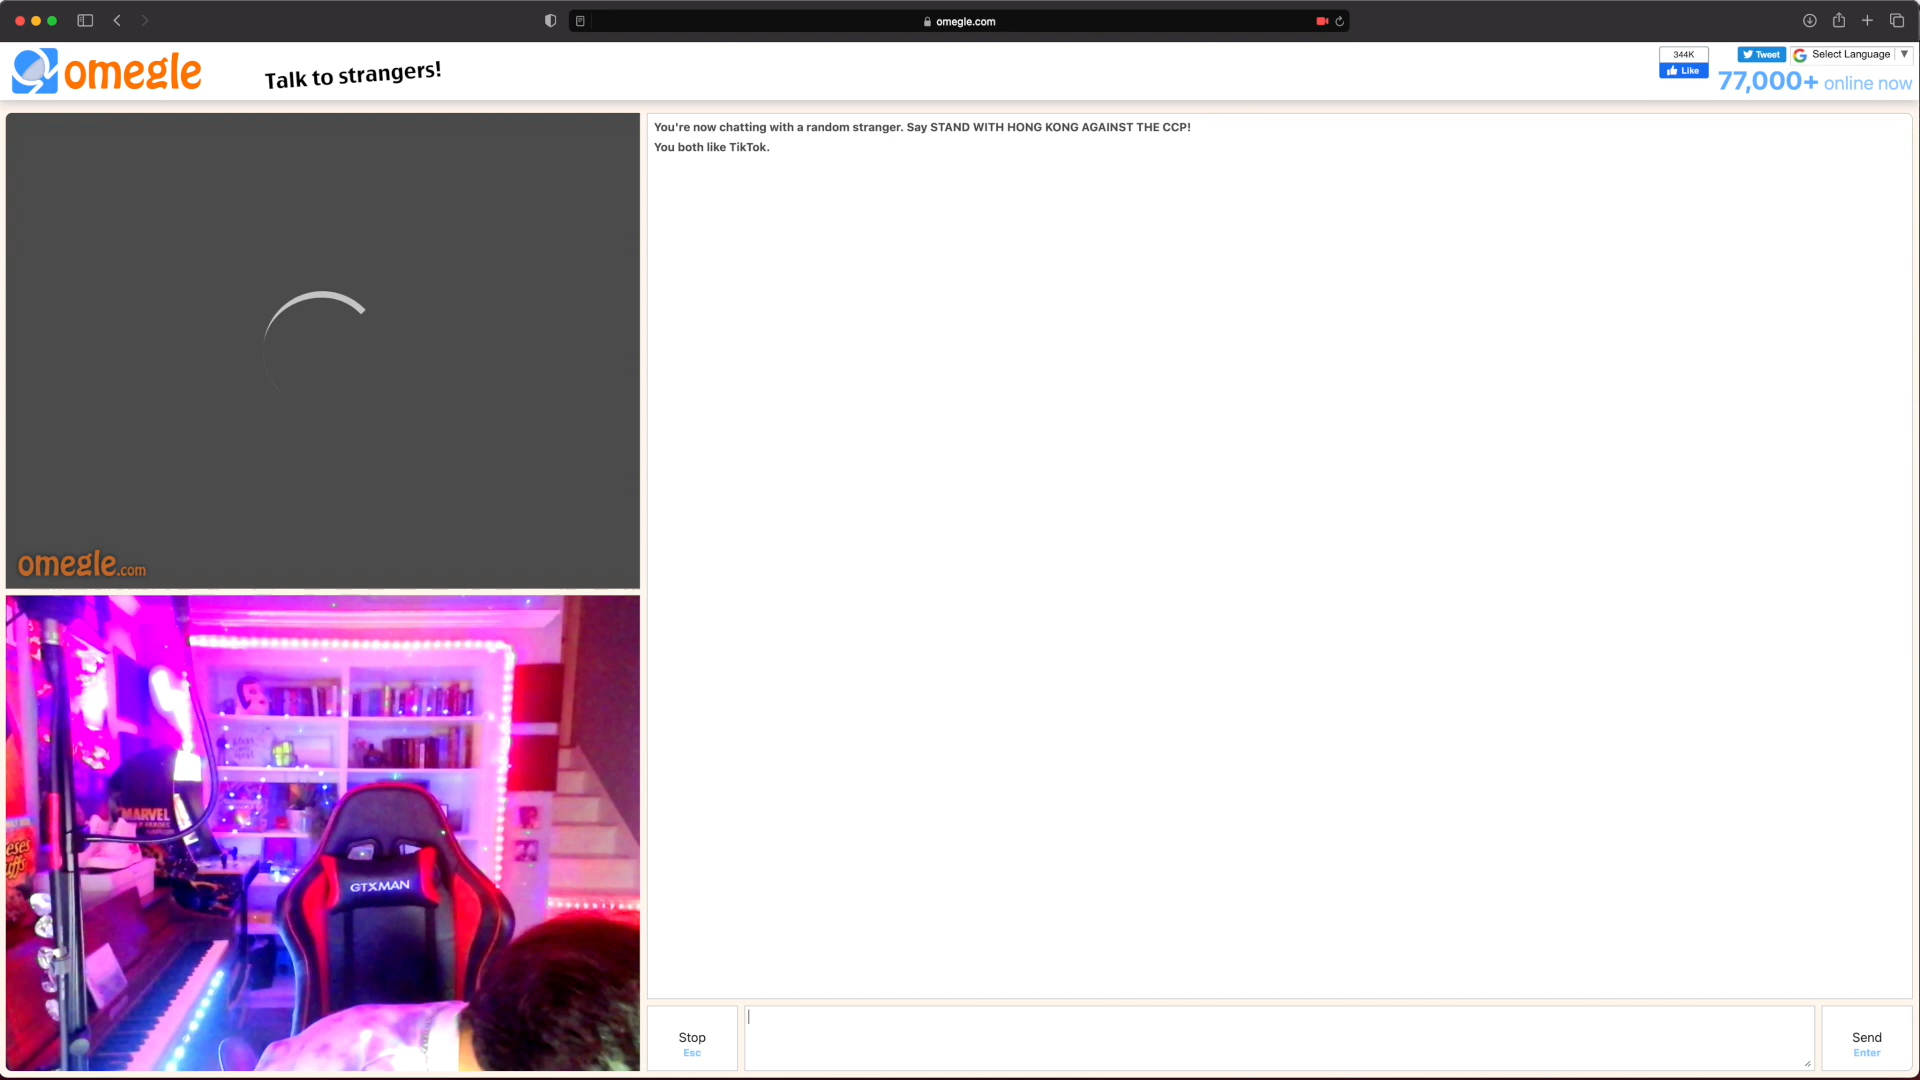 omegle.com
omegle
Talk to strangers!
344K
Like
Tweet
Select Language
77,000+ online now
omegle.com
You're now chatting with a random stranger. Say STAND WITH HONG KONG AGAINST THE CCP!
You both like TikTok.
MARVEL
GTXMAN
Stop
Esc
Send
Enter